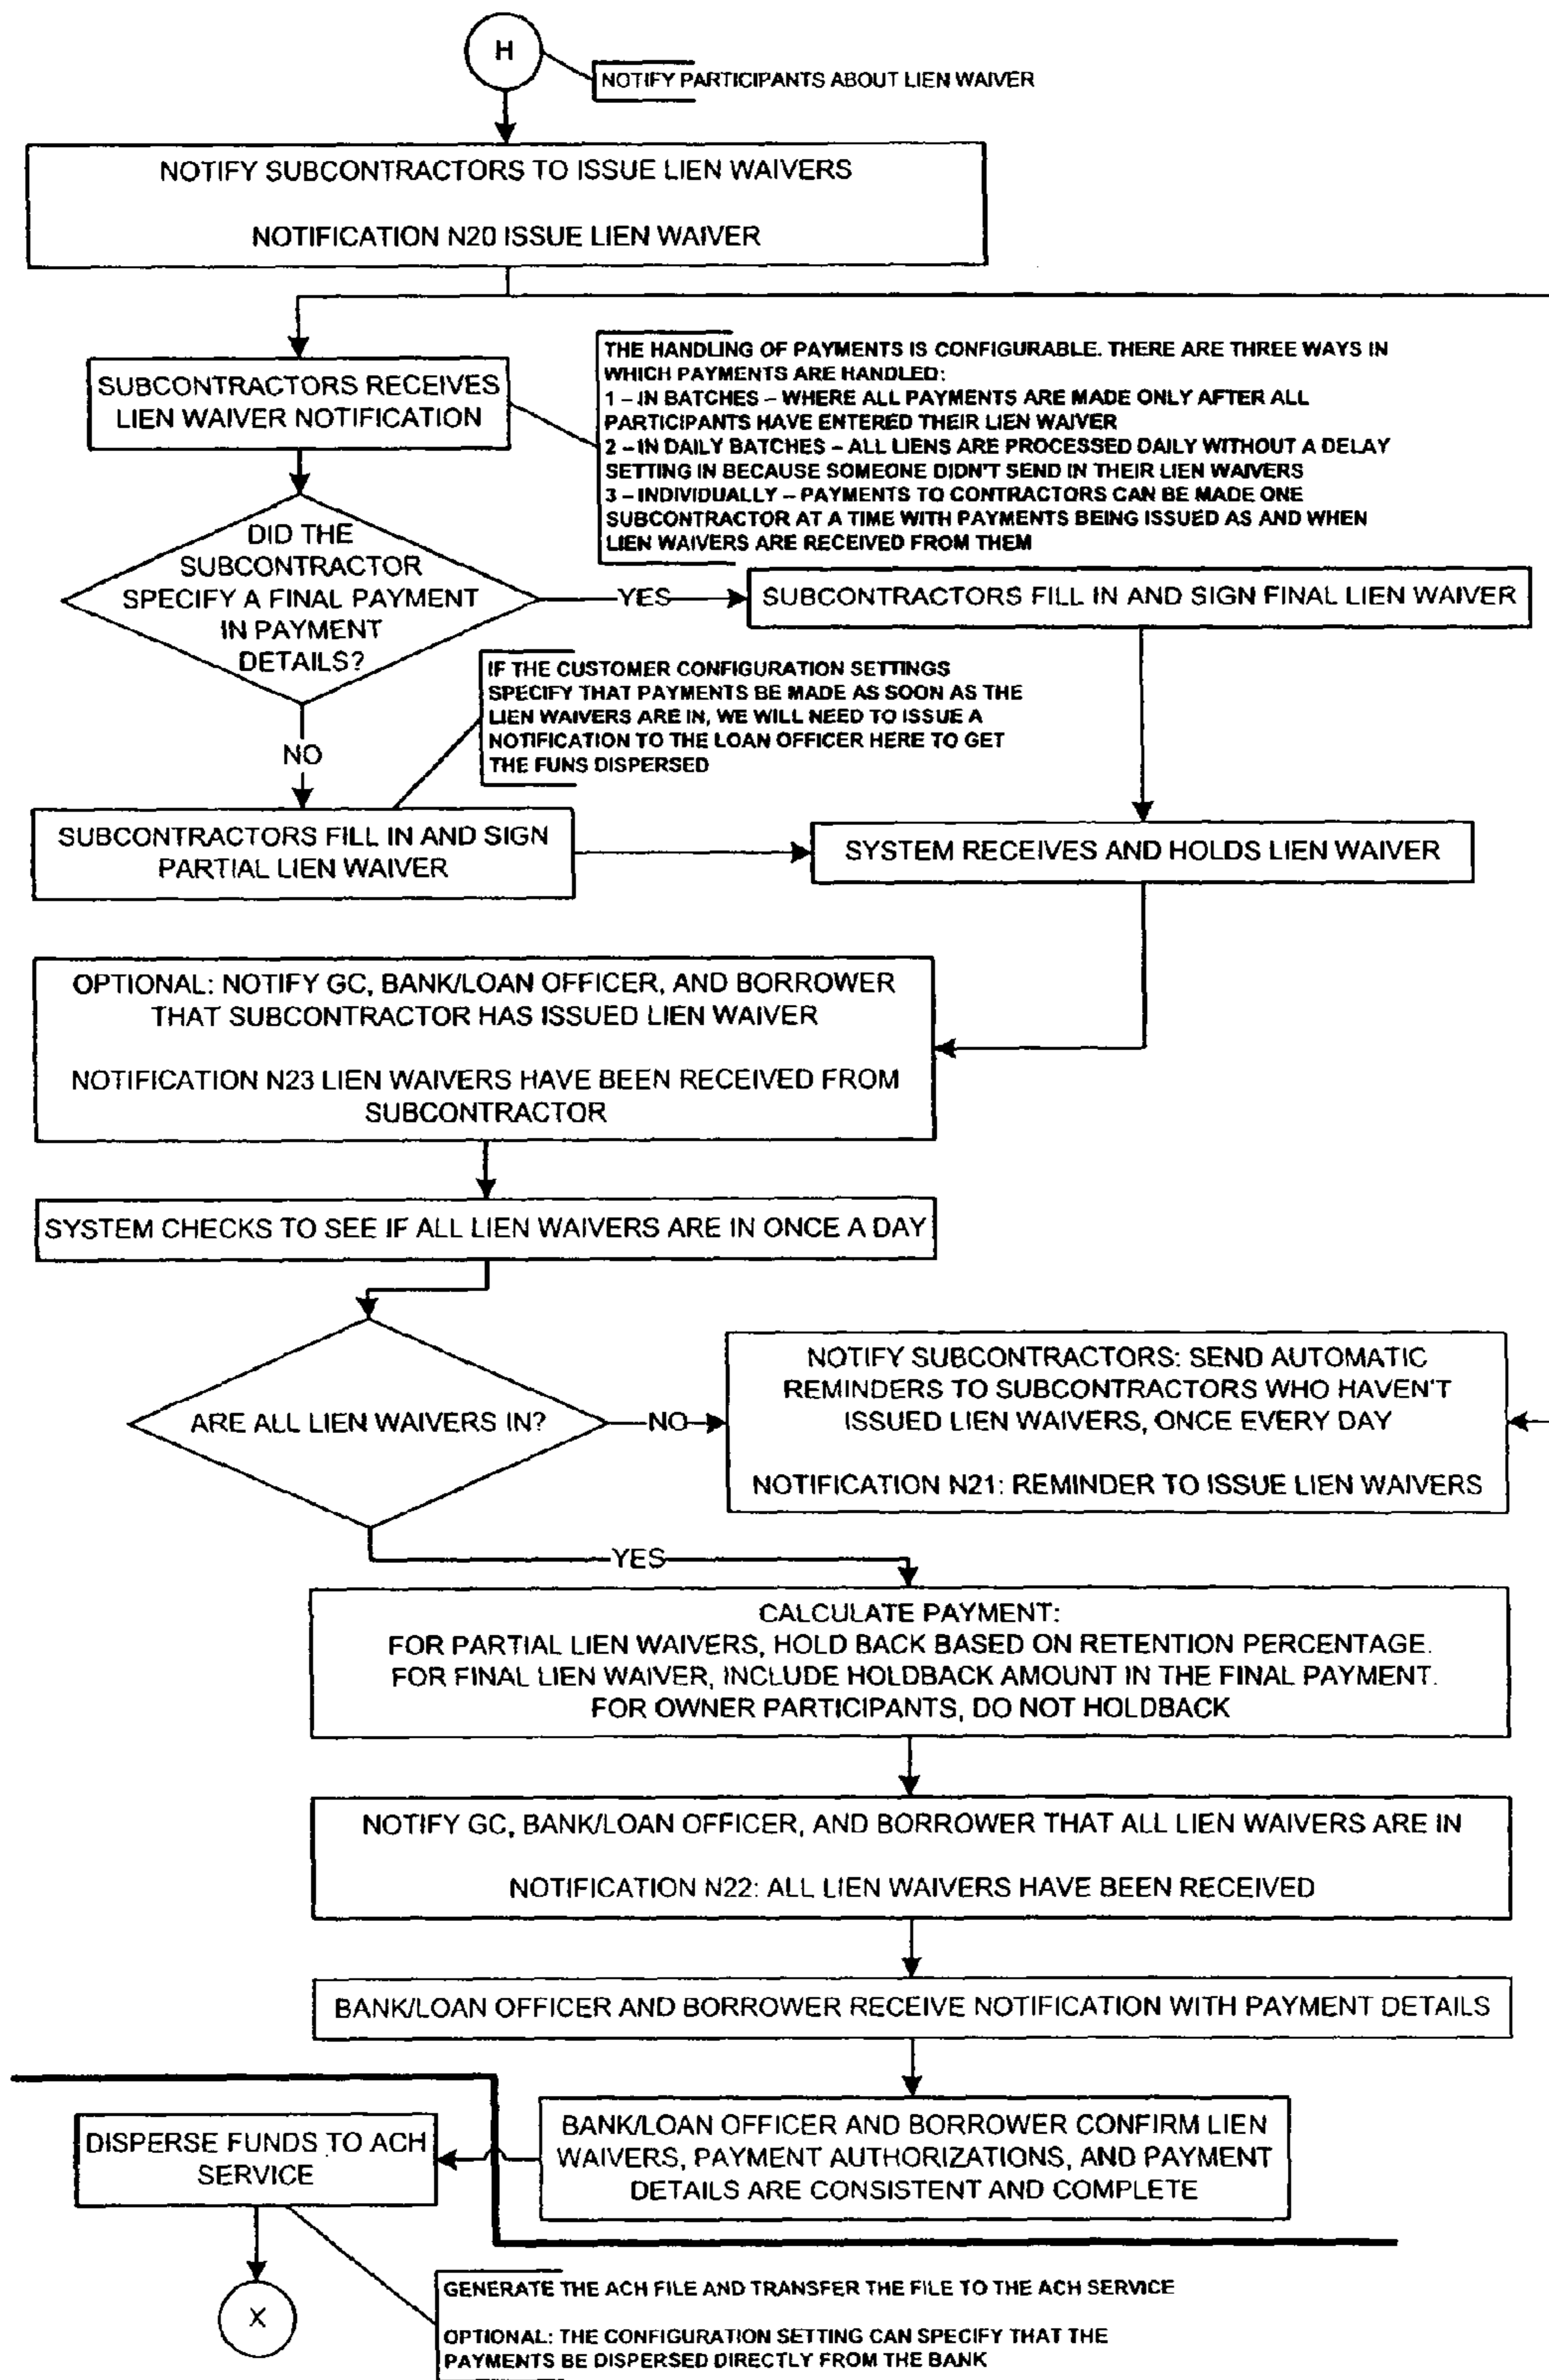 H
NOTIFY PARTICIPANTS ABOUT LIEN WAIVER
NOTIFY SUBCONTRACTORS TO ISSUE LIEN WAIVERS
NOTIFICATION N20 ISSUE LIEN WAIVER
SUBCONTRACTORS RECEIVES
LIEN WAIVER NOTIFICATION
THE HANDLING OF PAYMENTS IS CONFIGURABLE. THERE ARE THREE WAYS IN
WHICH PAYMENTS ARE HANDLED:
1 – IN BATCHES – WHERE ALL PAYMENTS ARE MADE ONLY AFTER ALL
PARTICIPANTS HAVE ENTERED THEIR LIEN WAIVER
2 – IN DAILY BATCHES – ALL LIENS ARE PROCESSED DAILY WITHOUT A DELAY
SETTING IN BECAUSE SOMEONE DIDN'T SEND IN THEIR LIEN WAIVERS
3 – INDIVIDUALLY – PAYMENTS TO CONTRACTORS CAN BE MADE ONE
SUBCONTRACTOR AT A TIME WITH PAYMENTS BEING ISSUED AS AND WHEN
LIEN WAIVERS ARE RECEIVED FROM THEM
DID THE
SUBCONTRACTOR
SPECIFY A FINAL PAYMENT
IN PAYMENT
DETAILS?
YES
SUBCONTRACTORS FILL IN AND SIGN FINAL LIEN WAIVER
IF THE CUSTOMER CONFIGURATION SETTINGS
SPECIFY THAT PAYMENTS BE MADE AS SOON AS THE
LIEN WAIVERS ARE IN, WE WILL NEED TO ISSUE A
NOTIFICATION TO THE LOAN OFFICER HERE TO GET
THE FUNS DISPERSED
NO
SUBCONTRACTORS FILL IN AND SIGN
PARTIAL LIEN WAIVER
SYSTEM RECEIVES AND HOLDS LIEN WAIVER
OPTIONAL: NOTIFY GC, BANK/LOAN OFFICER, AND BORROWER
THAT SUBCONTRACTOR HAS ISSUED LIEN WAIVER
NOTIFICATION N23 LIEN WAIVERS HAVE BEEN RECEIVED FROM
SUBCONTRACTOR
SYSTEM CHECKS TO SEE IF ALL LIEN WAIVERS ARE IN ONCE A DAY
ARE ALL LIEN WAIVERS IN?
NO
NOTIFY SUBCONTRACTORS: SEND AUTOMATIC
REMINDERS TO SUBCONTRACTORS WHO HAVEN'T
ISSUED LIEN WAIVERS, ONCE EVERY DAY
NOTIFICATION N21: REMINDER TO ISSUE LIEN WAIVERS
YES
CALCULATE PAYMENT:
FOR PARTIAL LIEN WAIVERS, HOLD BACK BASED ON RETENTION PERCENTAGE.
FOR FINAL LIEN WAIVER, INCLUDE HOLDBACK AMOUNT IN THE FINAL PAYMENT.
FOR OWNER PARTICIPANTS, DO NOT HOLDBACK
NOTIFY GC, BANK/LOAN OFFICER, AND BORROWER THAT ALL LIEN WAIVERS ARE IN
NOTIFICATION N22: ALL LIEN WAIVERS HAVE BEEN RECEIVED
BANK/LOAN OFFICER AND BORROWER RECEIVE NOTIFICATION WITH PAYMENT DETAILS
BANK/LOAN OFFICER AND BORROWER CONFIRM LIEN
WAIVERS, PAYMENT AUTHORIZATIONS, AND PAYMENT
DETAILS ARE CONSISTENT AND COMPLETE
DISPERSE FUNDS TO ACH
SERVICE
X
GENERATE THE ACH FILE AND TRANSFER THE FILE TO THE ACH SERVICE
OPTIONAL: THE CONFIGURATION SETTING CAN SPECIFY THAT THE
PAYMENTS BE DISPERSED DIRECTLY FROM THE BANK